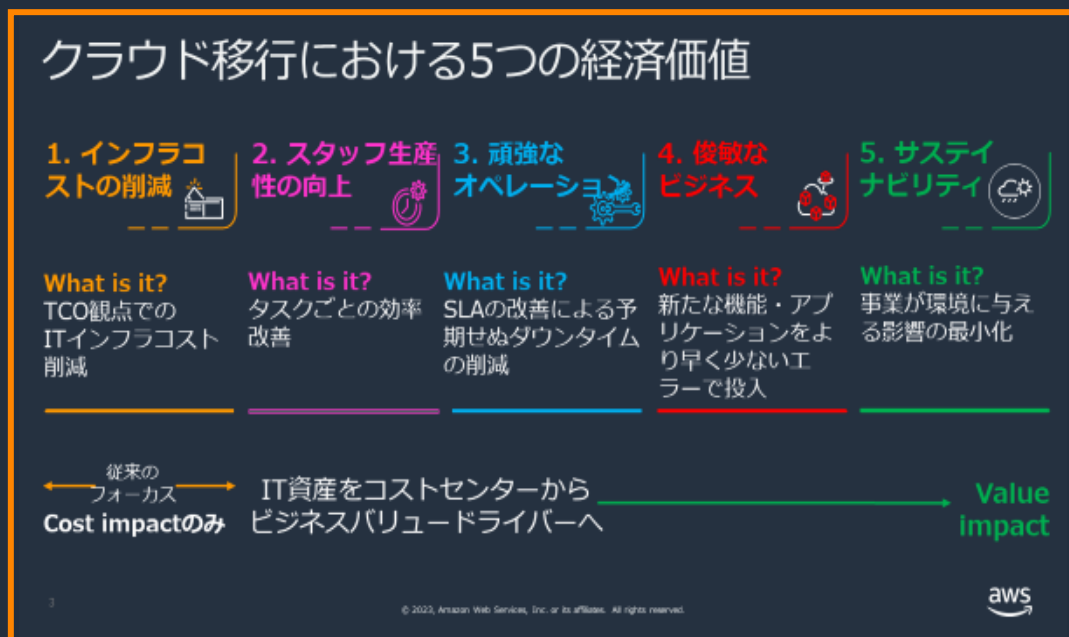 クラウド移行における5つの経済価値
1. インフラコ
ストの削減
2. スタッフ生産
性の向上
3. 頑強な
オペレーション
4. 俊敏な
ビジネス
5. サステイ
ナビリティ
What is it?
TCO観点での
ITインフラコスト
削減
What is it?
タスクごとの効率
改善
What is it?
SLAの改善による予
期せぬダウンタイム
の削減
What is it?
新たな機能・アプ
リケーションをよ
り早く少ないエ
ラーで投入
What is it?
事業が環境に与え
る影響の最小化
従来の
フォーカス
Cost impactのみ
IT資産をコストセンターから
ビジネスバリュードライバーへ
Value
impact
3
© 2023, Amazon Web Services, Inc. or its affiliates. All rights reserved.
aws